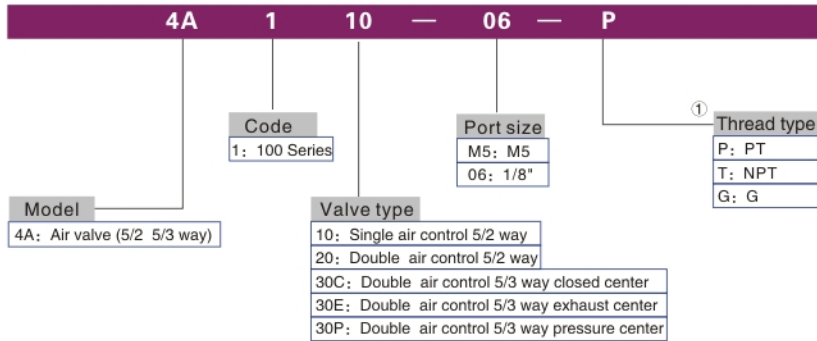 4A 1 10 — 06 — P
①
Code
1: 100 Series
Port size
M5: M5
06: 1/8"
Thread type
P: PT
T: NPT
G: G
Model
4A: Air valve (5/2 5/3 way)
Valve type
10: Single air control 5/2 way
20: Double air control 5/2 way
30C: Double air control 5/3 way closed center
30E: Double air control 5/3 way exhaust center
30P: Double air control 5/3 way pressure center